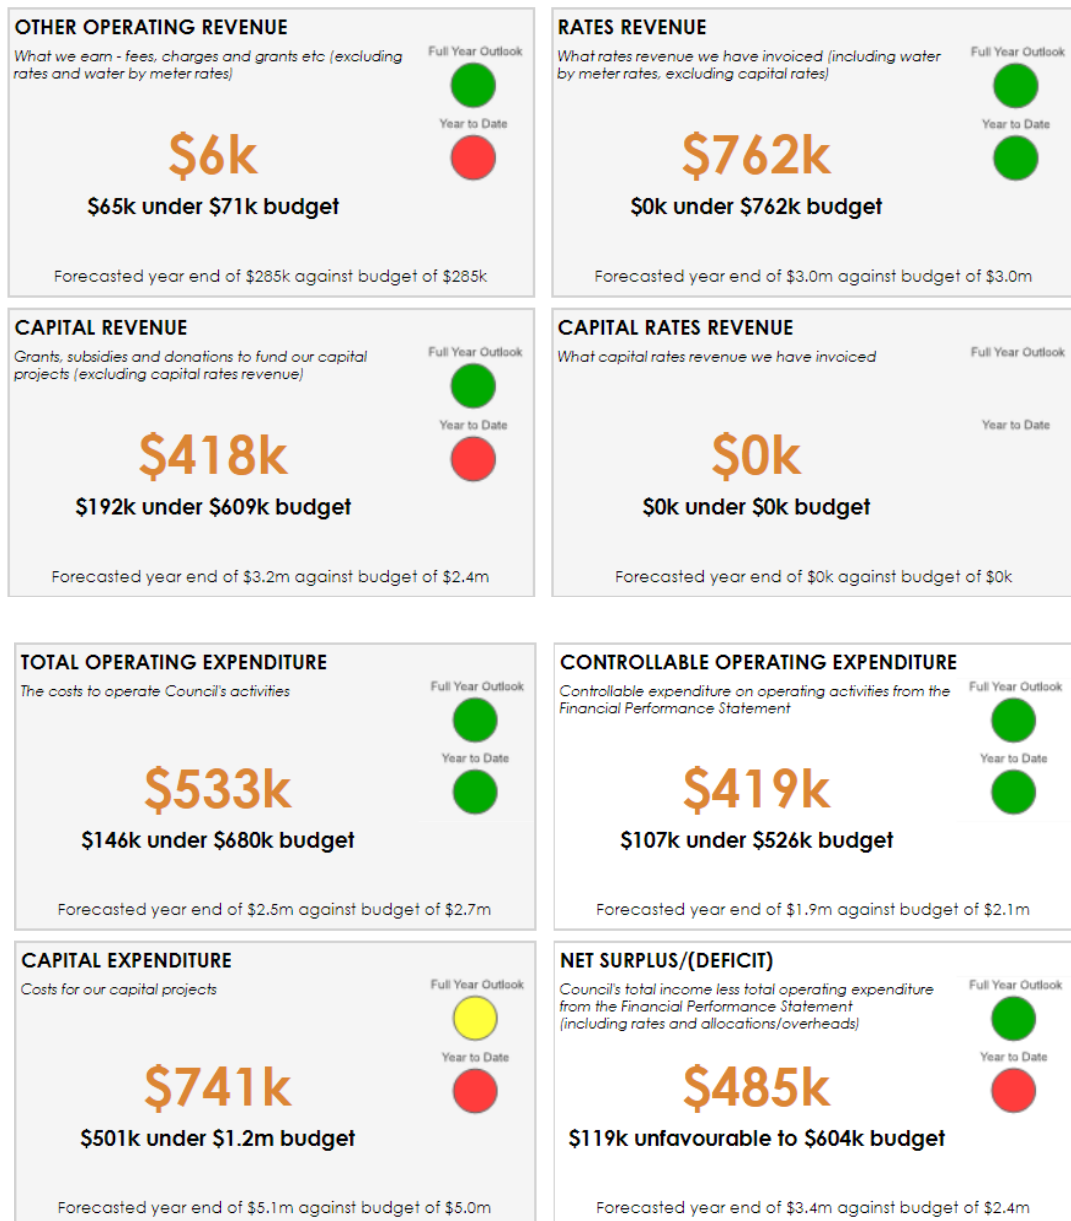 OTHER OPERATING REVENUE
What we earn - fees, charges and grants etc (excluding
rates and water by meter rates)
Full Year Outlook
Year to Date
$6k
$65k under $71k budget
Forecasted year end of $285k against budget of $285k
RATES REVENUE
What rates revenue we have invoiced (including water
by meter rates, excluding capital rates)
Full Year Outlook
Year to Date
$762k
$0k under $762k budget
Forecasted year end of $3.0m against budget of $3.0m
CAPITAL REVENUE
Grants, subsidies and donations to fund our capital
projects (excluding capital rates revenue)
Full Year Outlook
Year to Date
$418k
$192k under $609k budget
Forecasted year end of $3.2m against budget of $2.4m
CAPITAL RATES REVENUE
What capital rates revenue we have invoiced
Full Year Outlook
Year to Date
$0k
$0k under $0k budget
Forecasted year end of $0k against budget of $0k
TOTAL OPERATING EXPENDITURE
The costs to operate Council's activities
Full Year Outlook
Year to Date
$533k
$146k under $680k budget
Forecasted year end of $2.5m against budget of $2.7m
CONTROLLABLE OPERATING EXPENDITURE
Controllable expenditure on operating activities from the
Financial Performance Statement
Full Year Outlook
Year to Date
$419k
$107k under $526k budget
Forecasted year end of $1.9m against budget of $2.1m
CAPITAL EXPENDITURE
Costs for our capital projects
Full Year Outlook
Year to Date
$741k
$501k under $1.2m budget
Forecasted year end of $5.1m against budget of $5.0m
NET SURPLUS/(DEFICIT)
Council's total income less total operating expenditure
from the Financial Performance Statement
(including rates and allocations/overheads)
Full Year Outlook
Year to Date
$485k
$119k unfavourable to $604k budget
Forecasted year end of $3.4m against budget of $2.4m